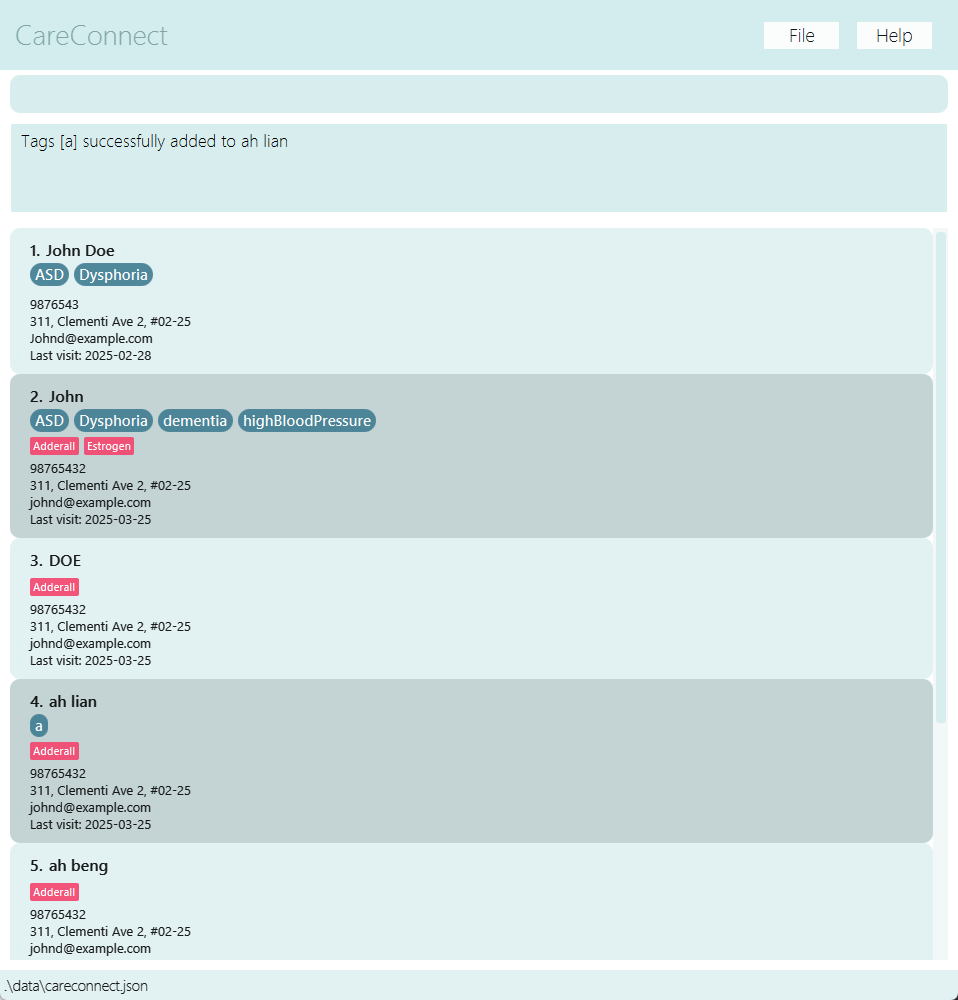 CareConnect
File Help
Tags [a] successfully added to ah lian
1. John Doe
ASD Dysphoria
9876543
311, Clementi Ave 2, #02-25
Johnd@example.com
Last visit: 2025-02-28
2. John
ASD Dysphoria dementia highBloodPressure
Adderall Estrogen
98765432
311, Clementi Ave 2, #02-25
johnd@example.com
Last visit: 2025-03-25
3. DOE
Adderall
98765432
311, Clementi Ave 2, #02-25
johnd@example.com
Last visit: 2025-03-25
4. ah lian
a
Adderall
98765432
311, Clementi Ave 2, #02-25
johnd@example.com
Last visit: 2025-03-25
5. ah beng
Adderall
98765432
311, Clementi Ave 2, #02-25
johnd@example.com
.\data\careconnect.json